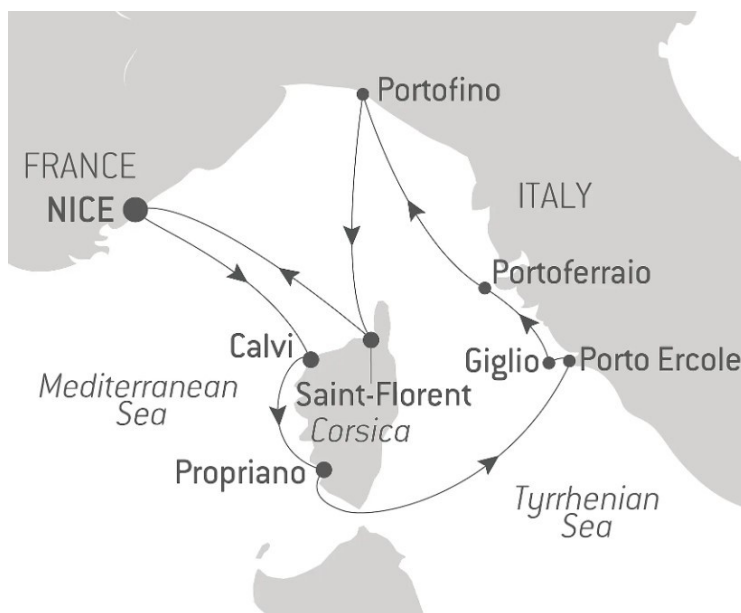 Portofino
FRANCE
NICE
ITALY
Portoferraio
Calvi
Giglio
Porto Ercole
Mediterranean
Sea
Saint-Florent
Corsica
Propriano
Tyrrhenian
Sea